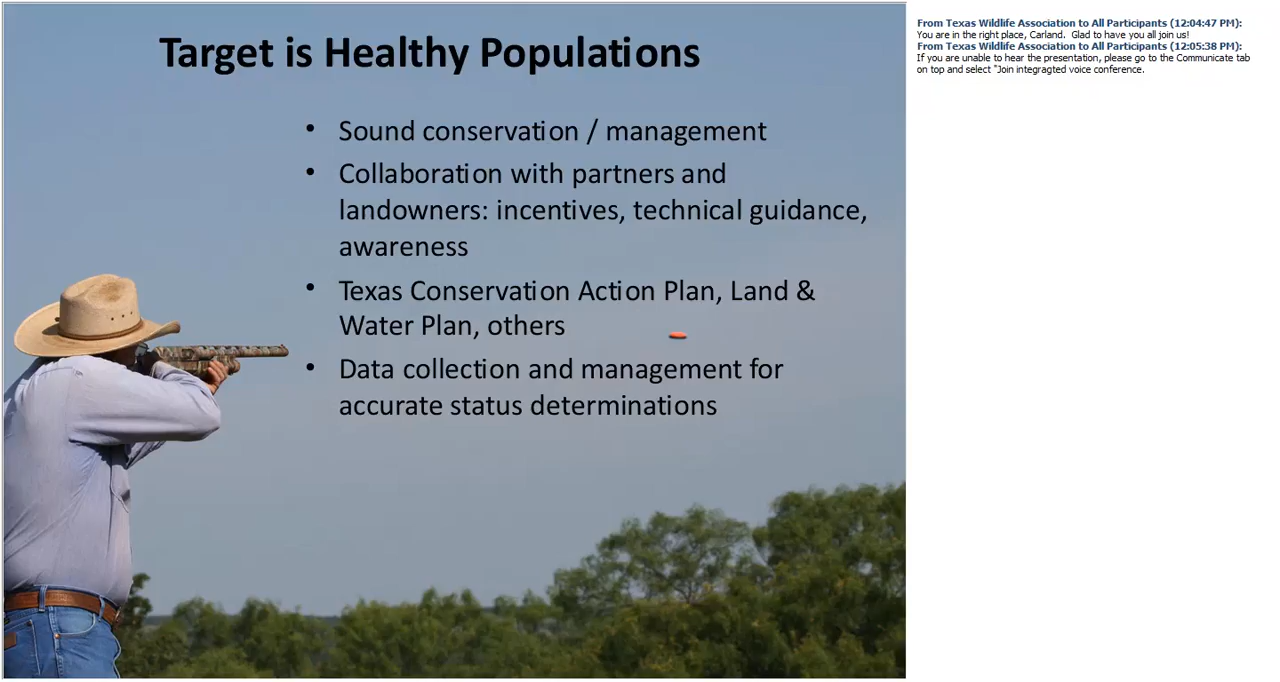 Target is Healthy Populations
• Sound conservation / management
• Collaboration with partners and
landowners: incentives, technical guidance,
awareness
• Texas Conservation Action Plan, Land &
Water Plan, others
• Data collection and management for
accurate status determinations
From Texas Wildlife Association to All Participants (12:04:47 PM):
You are in the right place, Carland.  Glad to have you all join us!
From Texas Wildlife Association to All Participants (12:05:38 PM):
If you are unable to hear the presentation, please go to the Communicate tab
on top and select "Join integragted voice conference.